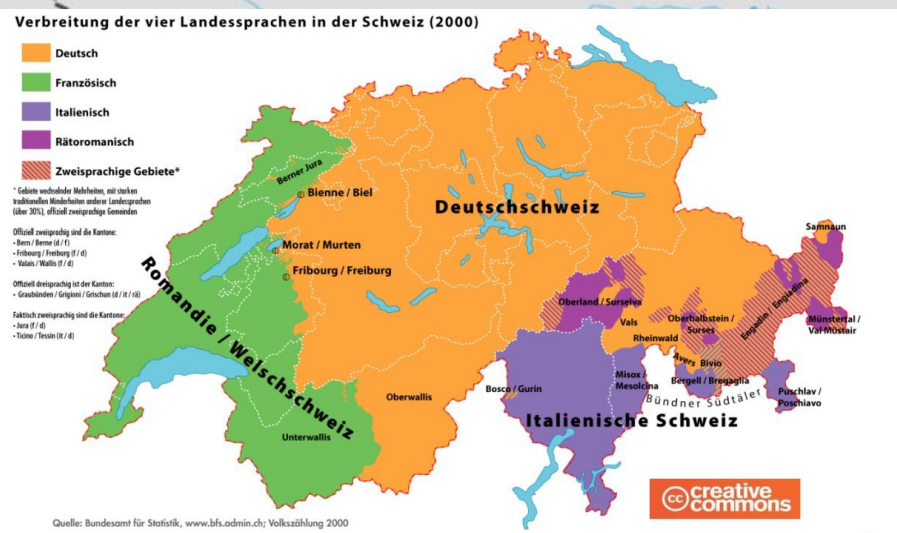 Verbreitung der vier Landessprachen in der Schweiz (2000)
Deutsch
Französisch
Italienisch
Rätoromanisch
Zweisprachige Gebiete*
* Gebiete wechselnder Mehrheiten, mit starken
traditionellen Minderheiten anderer Landessprachen
(über 30%), offiziell zweisprachige Gemeinden
Offiziell zweisprachig sind die Kantone:
• Bern / Berne (d / f)
• Fribourg / Freiburg (f / d)
• Valais / Wallis (f / d)
Offiziell dreisprachig ist der Kanton:
• Graubünden / Grigioni / Grischun (d / it / rä)
Faktisch zweisprachig sind die Kantone:
• Jura (f / d)
• Ticino / Tessin (it / d)
Berner Jura
Bienne / Biel
Morat / Murten
Fribourg / Freiburg
Deutschschweiz
Romandie / Welschschweiz
Unterwallis
Oberwallis
Samnaun
Oberland / Surselva
Vals
Rheinwald
Oberhalbstein /
Surses
Engadin / Engiadina
Münstertal /
Val Müstair
Avers
Bivio
Bergell / Bregaglia
Misox /
Mesolcina
Bosco / Gurin
Puschlav /
Poschiavo
Bündner Südtäler
Italienische Schweiz
cc creative
commons
Quelle: Bundesamt für Statistik, www.bfs.admin.ch; Volkszählung 2000